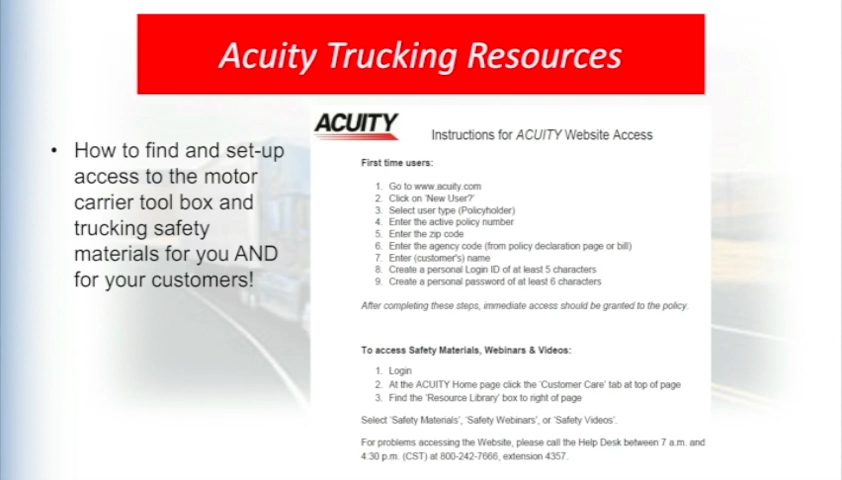 Acuity Trucking Resources
• How to find and set-up
access to the motor
carrier tool box and
trucking safety
materials for you AND
for your customers!
ACUITY
Instructions for ACUITY Website Access
First time users:
1. Go to www.acuity.com
2. Click on 'New User?'
3. Select user type (Policyholder)
4. Enter the active policy number
5. Enter the zip code
6. Enter the agency code (from policy declaration page or bill)
7. Enter (customer's) name
8. Create a personal Login ID of at least 5 characters
9. Create a personal password of at least 6 characters
After completing these steps, immediate access should be granted to the policy.
To access Safety Materials, Webinars & Videos:
1. Login
2. At the ACUITY Home page click the 'Customer Care' tab at top of page
3. Find the 'Resource Library' box to right of page
Select 'Safety Materials', 'Safety Webinars', or 'Safety Videos'.
For problems accessing the Website, please call the Help Desk between 7 a.m. and
4:30 p.m. (CST) at 800-242-7666, extension 4357.